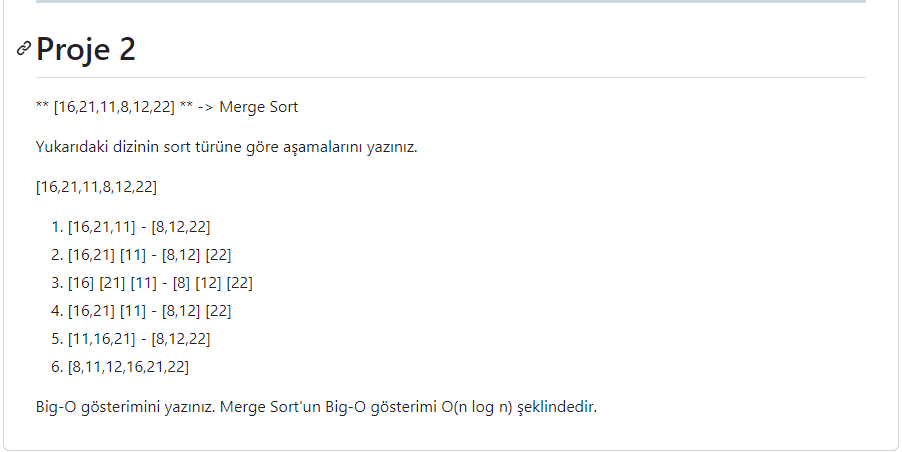 Proje 2
** [16,21,11,8,12,22] ** -> Merge Sort
Yukarıdaki dizinin sort türüne göre aşamalarını yazınız.
[16,21,11,8,12,22]
1. [16,21,11] - [8,12,22]
2. [16,21] [11] - [8,12] [22]
3. [16] [21] [11] - [8] [12] [22]
4. [16,21] [11] - [8,12] [22]
5. [11,16,21] - [8,12,22]
6. [8,11,12,16,21,22]
Big-O gösterimini yazınız. Merge Sort'un Big-O gösterimi O(n log n) şeklindedir.